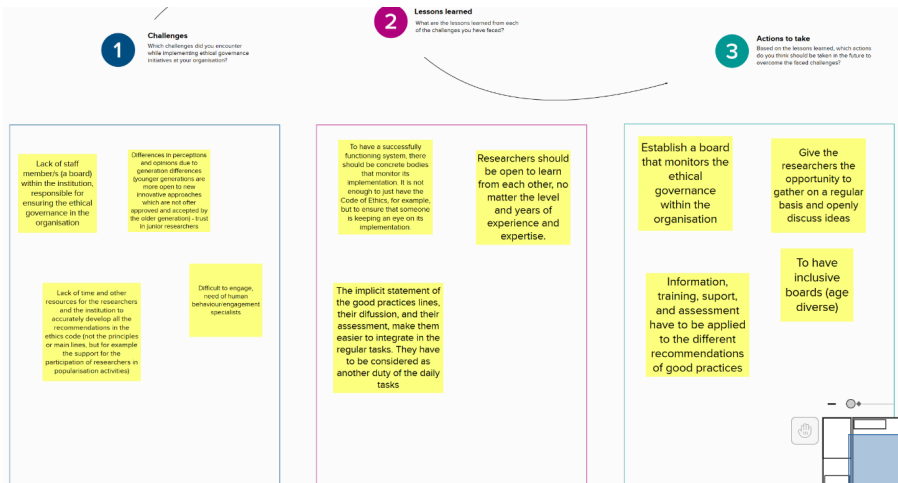 1
Challenges
Which challenges did you encounter
while implementing ethical governance
initiatives at your organisation?
2
Lessons learned
What are the lessons learned from each
of the challenges you have faced?
3
Actions to take
Based on the lessons learned, which actions
do you think should be taken in the future to
overcome the faced challenges?
Lack of staff
member/s (a board)
within the institution,
responsible for
ensuring the ethical
governance in the
organisation
Differences in perceptions
and opinions due to
generation differences
(younger generations are
more open to new
innovative approaches
which are not ofter
approved and accepted by
the older generation) - trust
in junior researchers
Lack of time and other
resources for the researchers
and the institution to
accurately develop all the
recommendations in the
ethics code (not the principles
or main lines, but for example
the support for the
participation of researchers in
popularisation activities)
Difficult to engage,
need of human
behaviour/engagement
specialists
To have a successfully
functioning system, there
should be concrete bodies
that monitor its
implementation. It is not
enough to just have the
Code of Ethics, for example,
but to ensure that someone
is keeping an eye on its
implementation.
Researchers should
be open to learn
from each other, no
matter the level
and years of
experience and
expertise.
The implicit statement of
the good practices lines,
their difussion, and their
assessment, make them
easier to integrate in the
regular tasks. They have
to be considered as
another duty of the daily
tasks
Establish a board
that monitors the
ethical
governance
within the
organisation
Give the
researchers the
opportunity to
gather on a regular
basis and openly
discuss ideas
Information,
training, suport,
and assessment
have to be applied
to the different
recommendations
of good practices
To have
inclusive
boards (age
diverse)